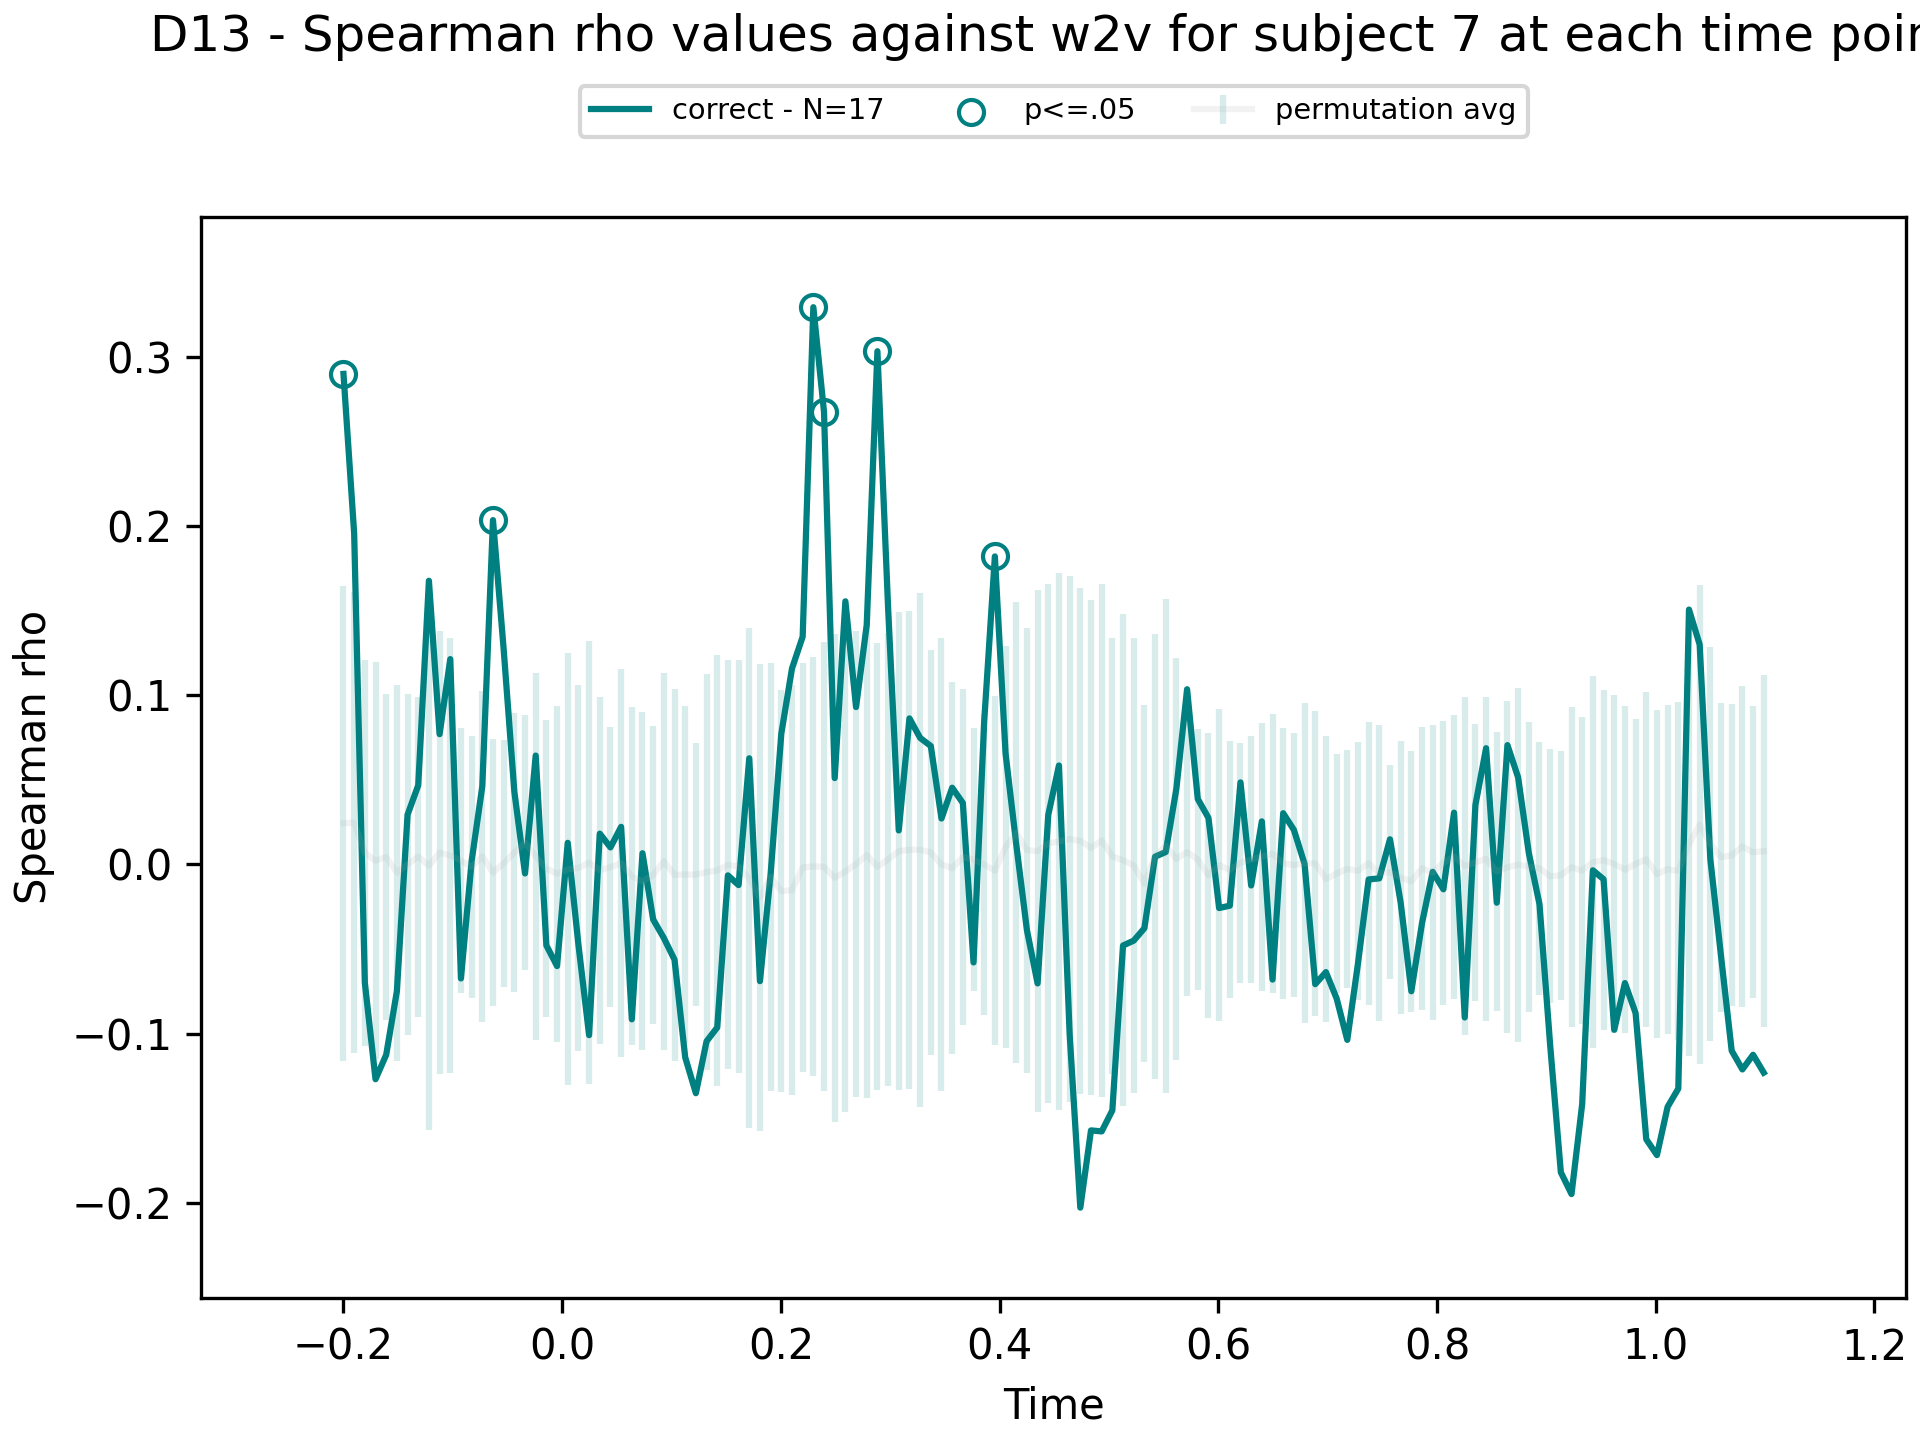 D13 - Spearman rho values against w2v for subject 7 at each time
correct - N=17 p<=.05 permutation avg
Spearman rho
0.3
0.2
0.1
0.0
−0.1
−0.2
−0.2 0.0 0.2 0.4 0.6 0.8 1.0 1.2
Time